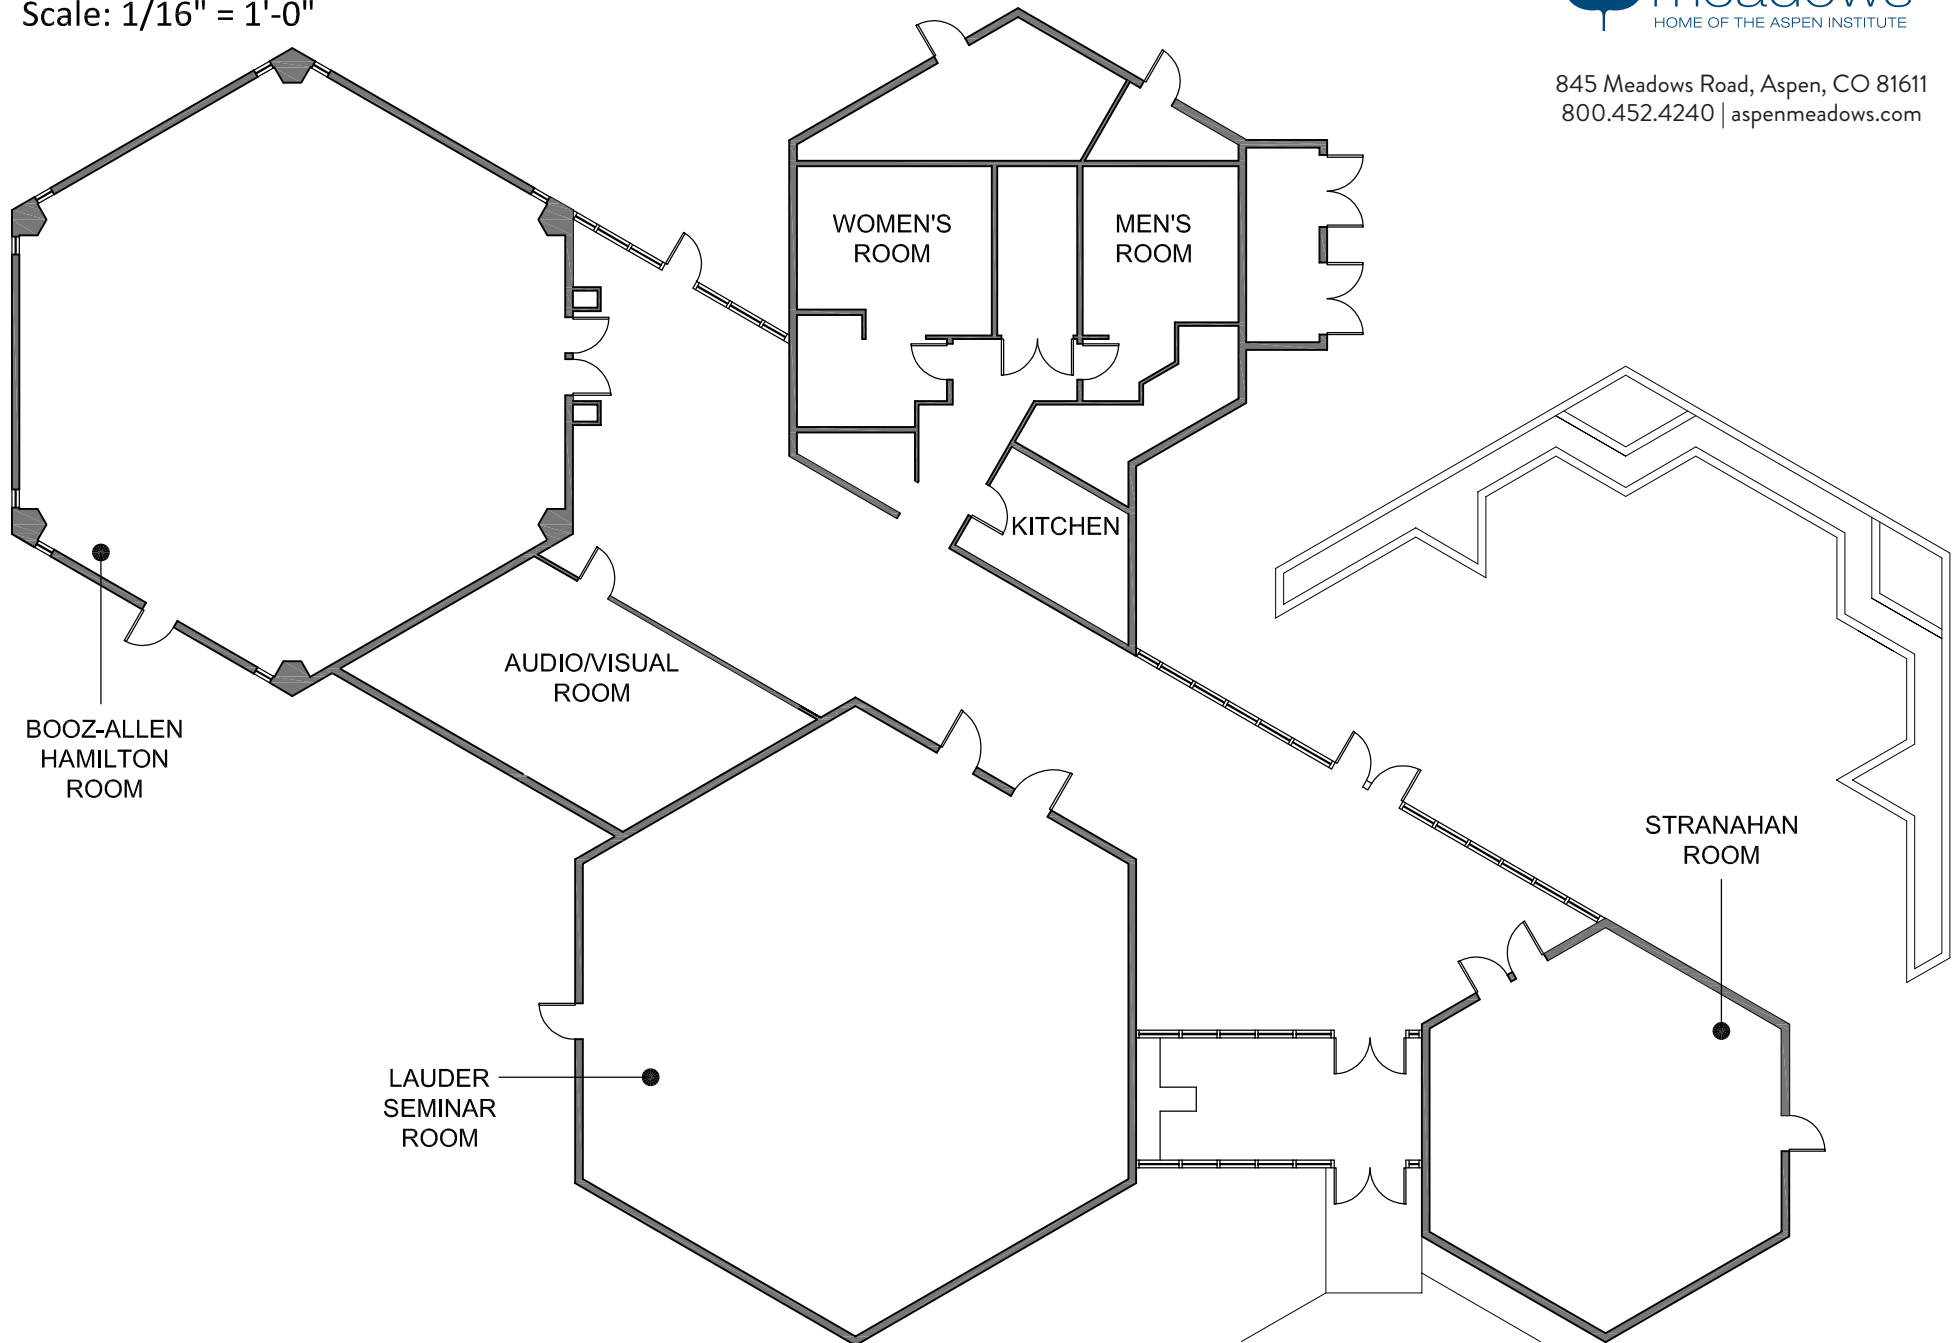 Scale: 1/16" = 1'-0"
meadows
HOME OF THE ASPEN INSTITUTE
845 Meadows Road, Aspen, CO 81611
800.452.4240 | aspenmeadows.com
WOMEN'S
ROOM
MEN'S
ROOM
KITCHEN
AUDIO/VISUAL
ROOM
BOOZ-ALLEN
HAMILTON
ROOM
STRANAHAN
ROOM
LAUDER
SEMINAR
ROOM